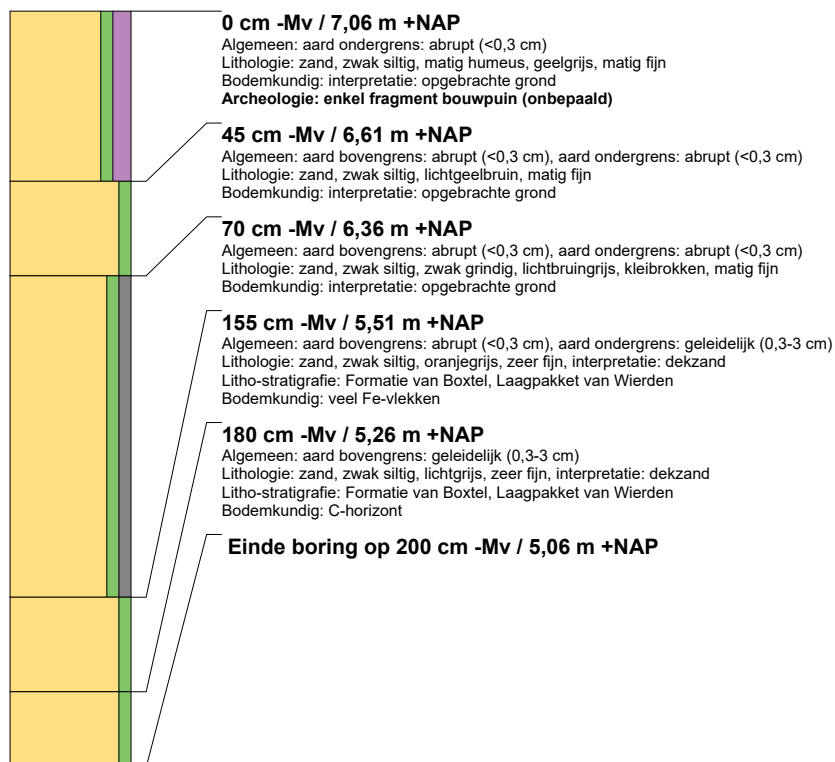 0 cm -Mv / 7,06 m +NAP
Algemeen: aard ondergrens: abrupt (<0,3 cm)
Lithologie: zand, zwak siltig, matig humeus, geelgrijs, matig fijn
Bodemkundig: interpretatie: opgebrachte grond
Archeologie: enkel fragment bouwpuin (onbepaald)
45 cm -Mv / 6,61 m +NAP
Algemeen: aard bovengrens: abrupt (<0,3 cm), aard ondergrens: abrupt (<0,3 cm)
Lithologie: zand, zwak siltig, lichtgeelbruin, matig fijn
Bodemkundig: interpretatie: opgebrachte grond
70 cm -Mv / 6,36 m +NAP
Algemeen: aard bovengrens: abrupt (<0,3 cm), aard ondergrens: abrupt (<0,3 cm)
Lithologie: zand, zwak siltig, zwak grindig, lichtbruingrijs, kleibrokken, matig fijn
Bodemkundig: interpretatie: opgebrachte grond
155 cm -Mv / 5,51 m +NAP
Algemeen: aard bovengrens: abrupt (<0,3 cm), aard ondergrens: geleidelijk (0,3-3 cm)
Lithologie: zand, zwak siltig, oranjegrijs, zeer fijn, interpretatie: dekzand
Litho-stratigrafie: Formatie van Boxtel, Laagpakket van Wierden
Bodemkundig: veel Fe-vlekken
180 cm -Mv / 5,26 m +NAP
Algemeen: aard bovengrens: geleidelijk (0,3-3 cm)
Lithologie: zand, zwak siltig, lichtgrijs, zeer fijn, interpretatie: dekzand
Litho-stratigrafie: Formatie van Boxtel, Laagpakket van Wierden
Bodemkundig: C-horizont
Einde boring op 200 cm -Mv / 5,06 m +NAP